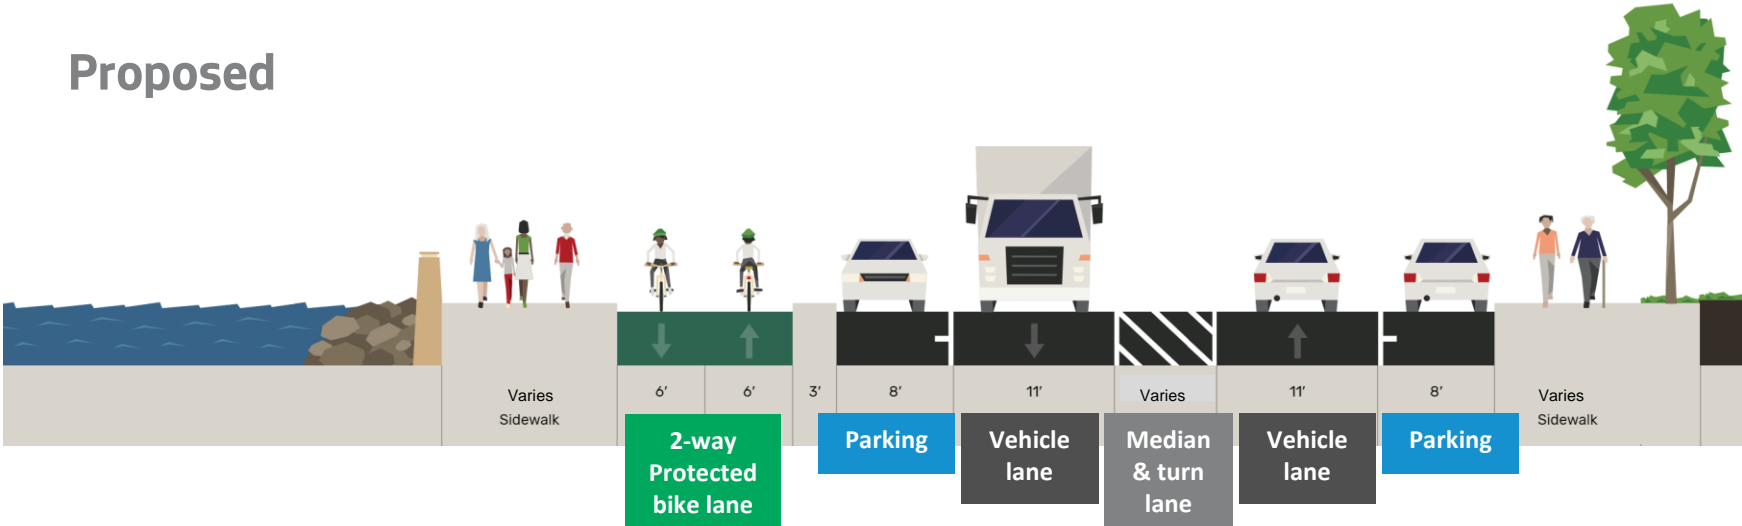 Proposed
Varies
Sidewalk
6'
6'
3'
8'
11'
Varies
11'
8'
Varies
Sidewalk
2-way
Protected
bike lane
Parking
Vehicle
lane
Median
& turn
lane
Vehicle
lane
Parking